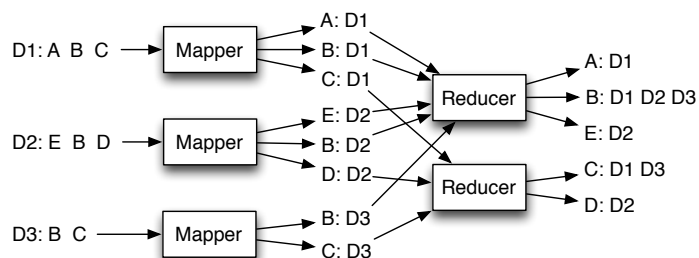 D1: A B C
Mapper
A: D1
B: D1
C: D1
D2: E B D
Mapper
E: D2
B: D2
D: D2
D3: B C
Mapper
B: D3
C: D3
Reducer
A: D1
B: D1 D2 D3
E: D2
Reducer
C: D1 D3
D: D2